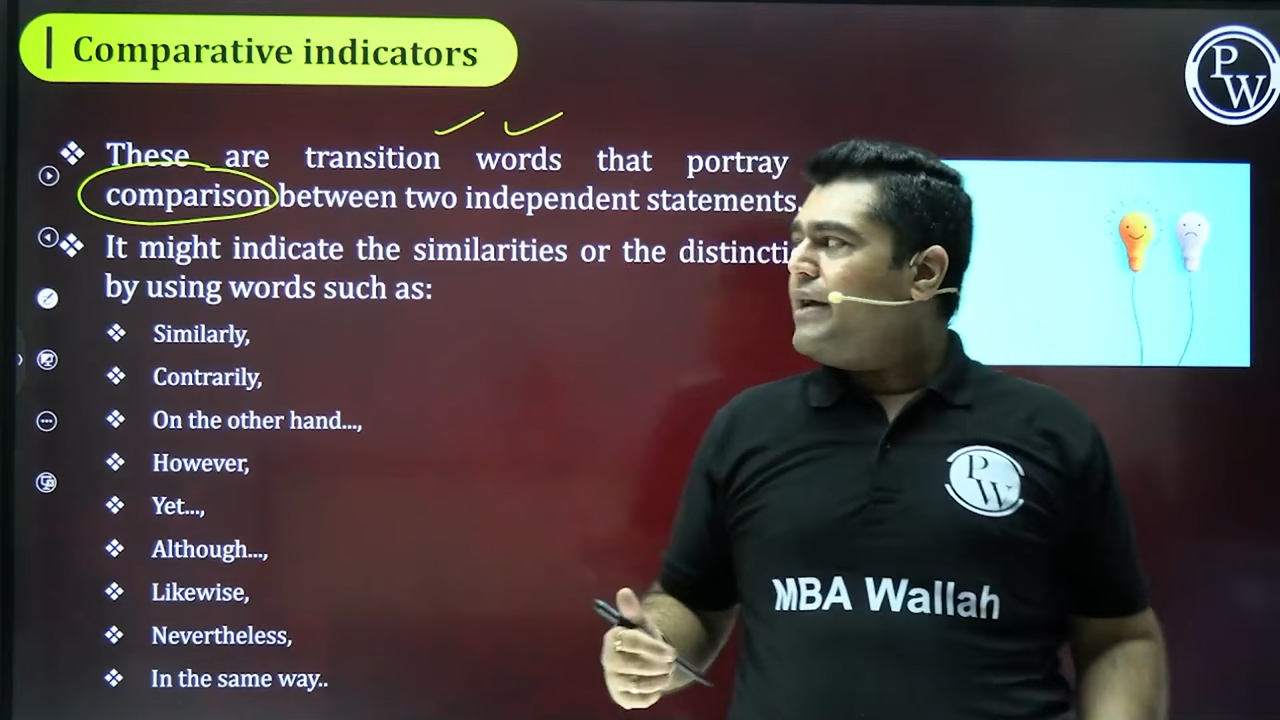 Comparative indicators
PW
❖ These are transition words that portray
comparison between two independent statements.
❖ It might indicate the similarities or the
by using words such as:
❖ Similarly,
❖ Contrarily,
❖ On the other hand...,
❖ However,
❖ Yet...,
❖ Although...,
❖ Likewise,
❖ Nevertheless,
❖ In the same way..
PW
MBA Wallah